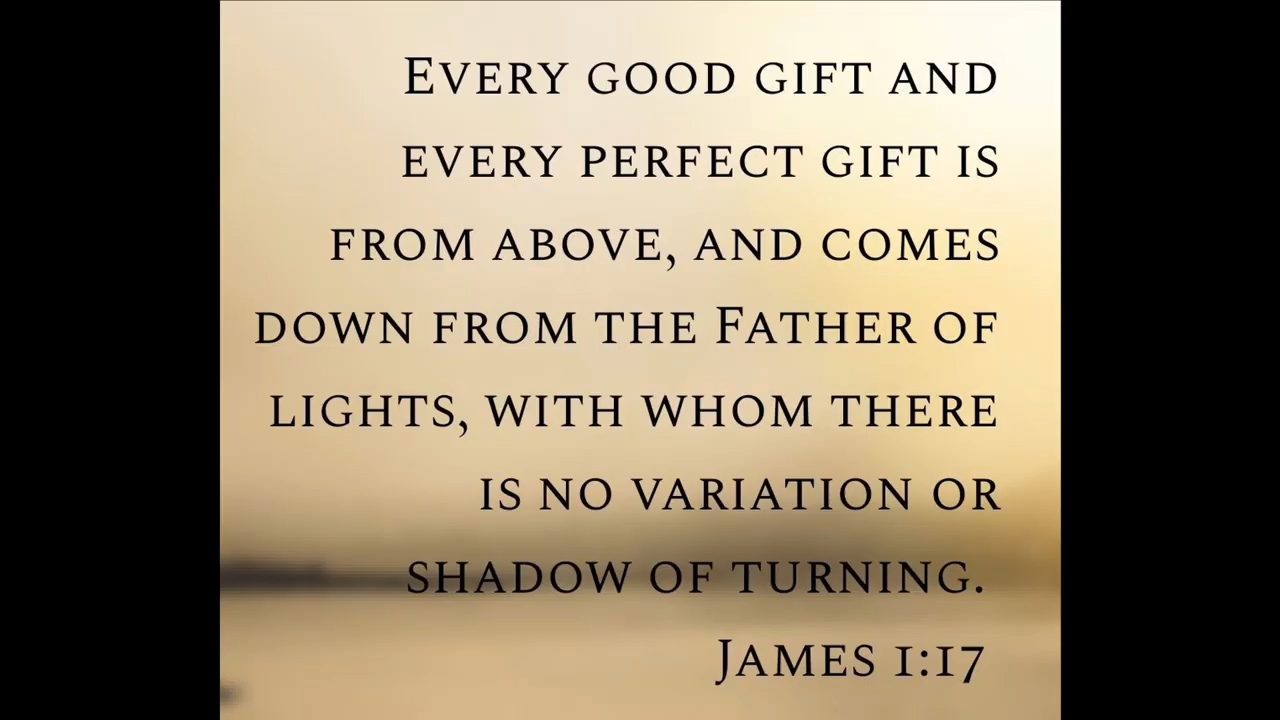 Every good gift and
every perfect gift is
from above, and comes
down from the Father of
lights, with whom there
is no variation or
shadow of turning.
James 1:17